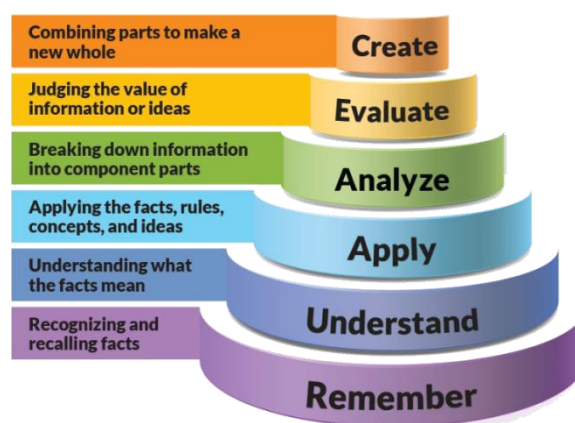 Combining parts to make a
new whole
Create
Judging the value of
information or ideas
Evaluate
Breaking down information
into component parts
Analyze
Applying the facts, rules,
concepts, and ideas
Apply
Understanding what
the facts mean
Understand
Recognizing and
recalling facts
Remember